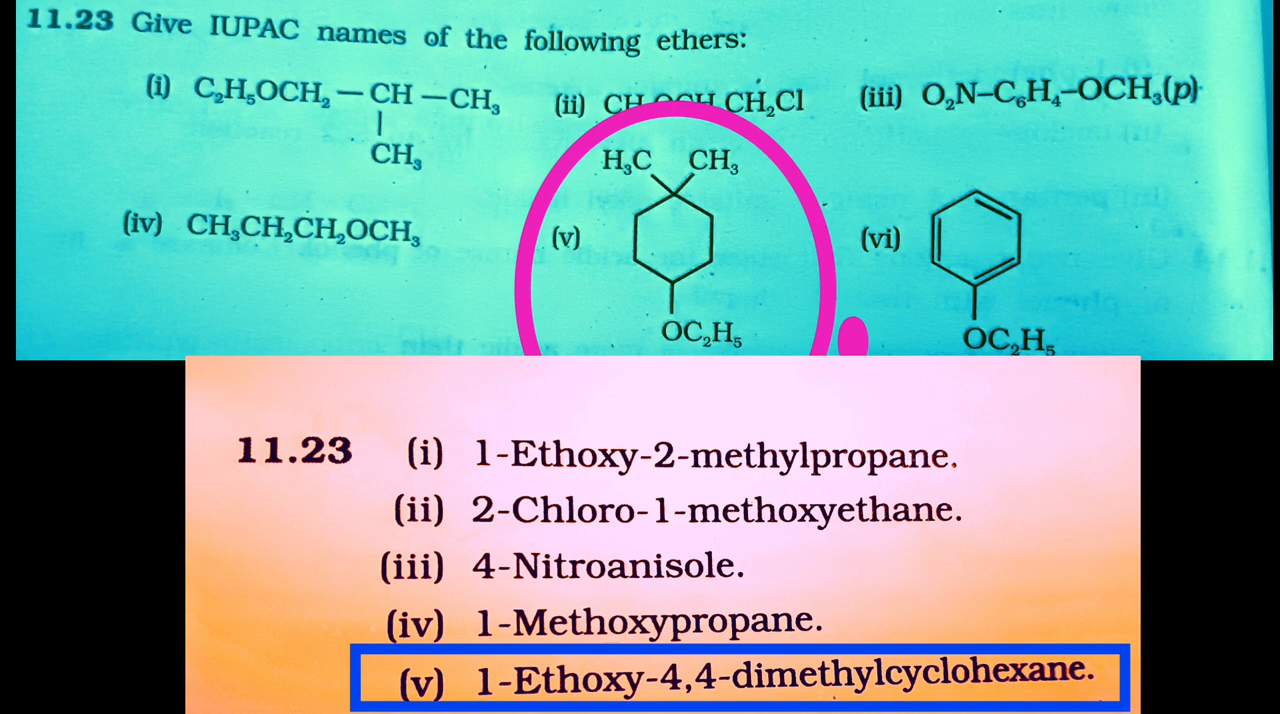 11.23 Give IUPAC names of the following ethers:
(i) C₂H₅OCH₂ — CH —CH₃ (ii) CH₂Cl (iii) O₂N–C₆H₄–OCH₃(p)
|
CH₃
H₃C CH₃
(iv) CH₃CH₂CH₂OCH₃ (v) (vi)
OC₂H₅ OC₂H₅
11.23 (i) 1-Ethoxy-2-methylpropane.
(ii) 2-Chloro-1-methoxyethane.
(iii) 4-Nitroanisole.
(iv) 1-Methoxypropane.
(v) 1-Ethoxy-4,4-dimethylcyclohexane.